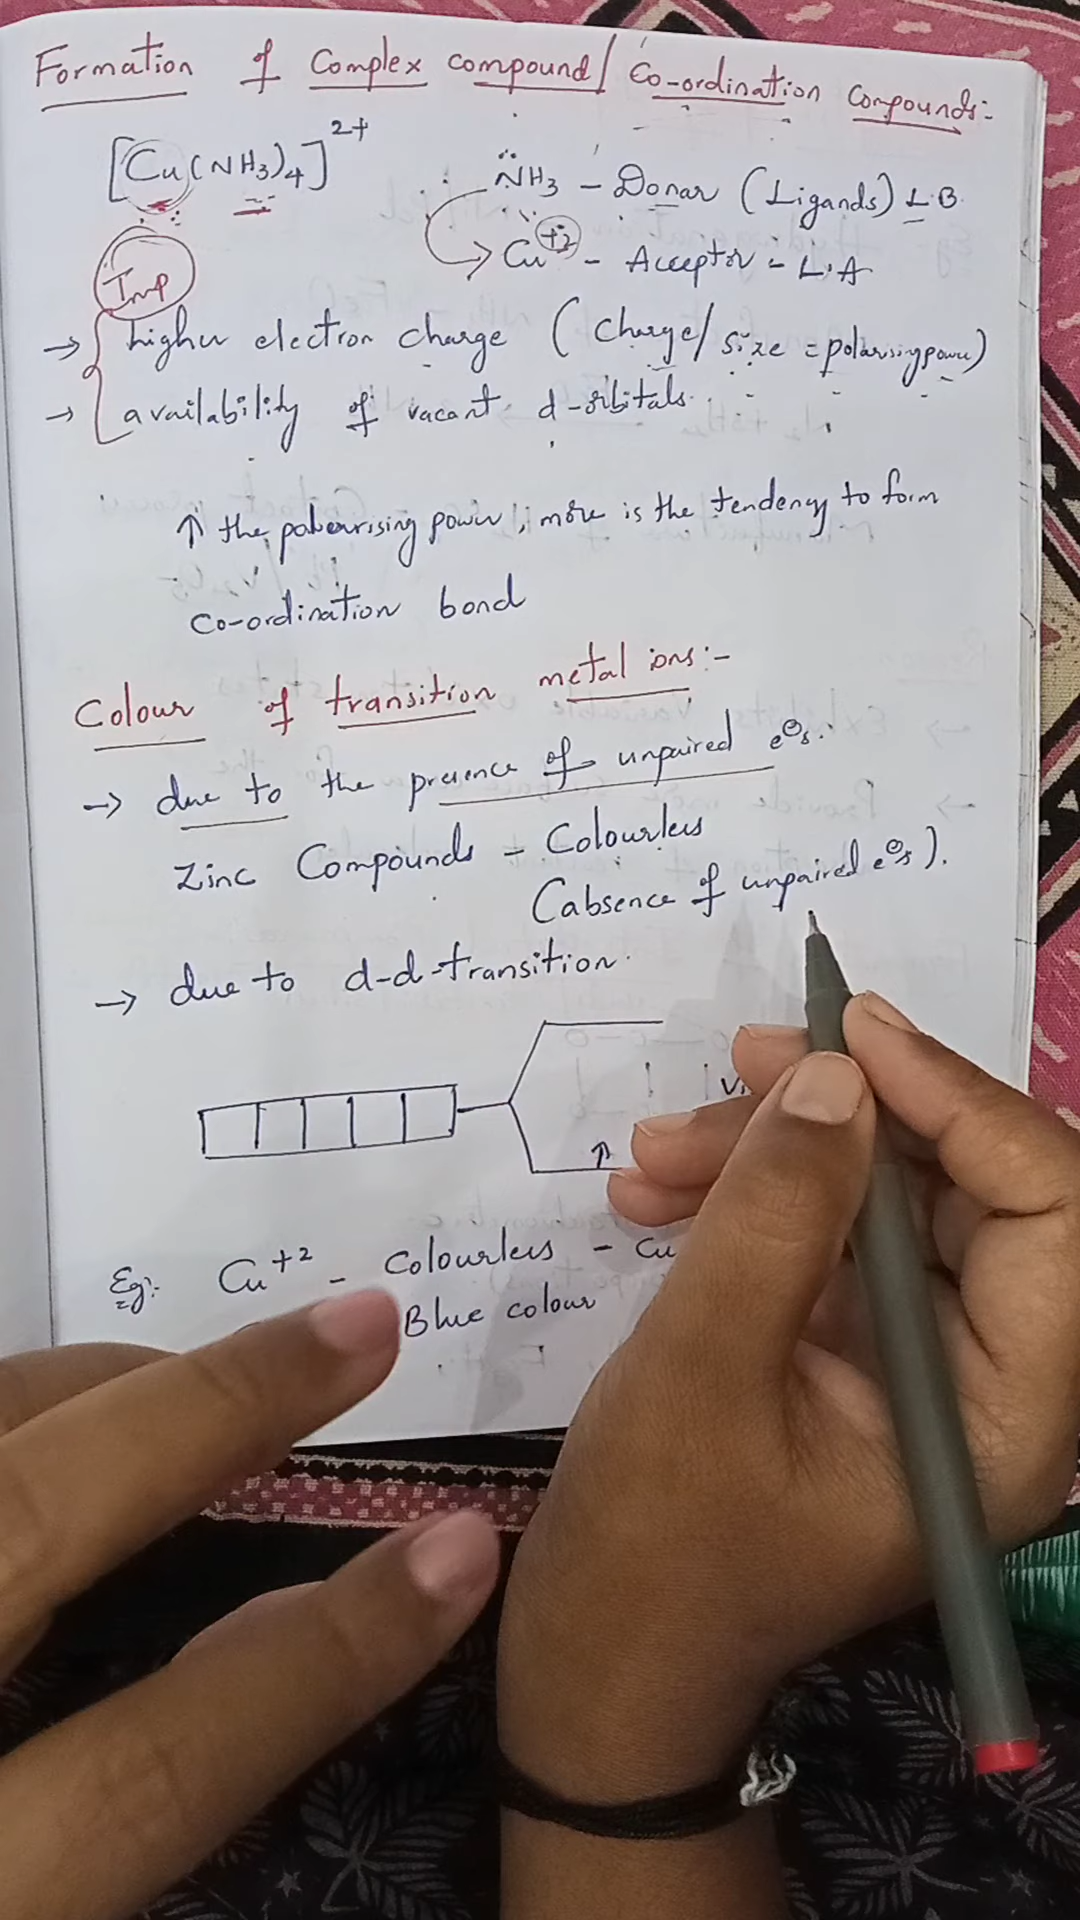 Formation of Complex compound/Co-ordination Compounds:-
[Cu(NH3)4]2+
N̈H3 - Donar (Ligands) L.B
Cu+2 - Acceptor - L.A
Imp
→ higher electron charge (Charge/size = polarising power)
→ availability of vacant d-orbitals.
↑ the polarising power, more is the tendency to form
co-ordination bond
Colour of transition metal ions:-
→ due to the presence of unpaired e⊖s.
Zinc Compounds - Colourless
(absence of unpaired e⊖s).
→ due to d-d-transition.
↑
Eg:- Cu+2 - Colourless - Cu
Blue colour